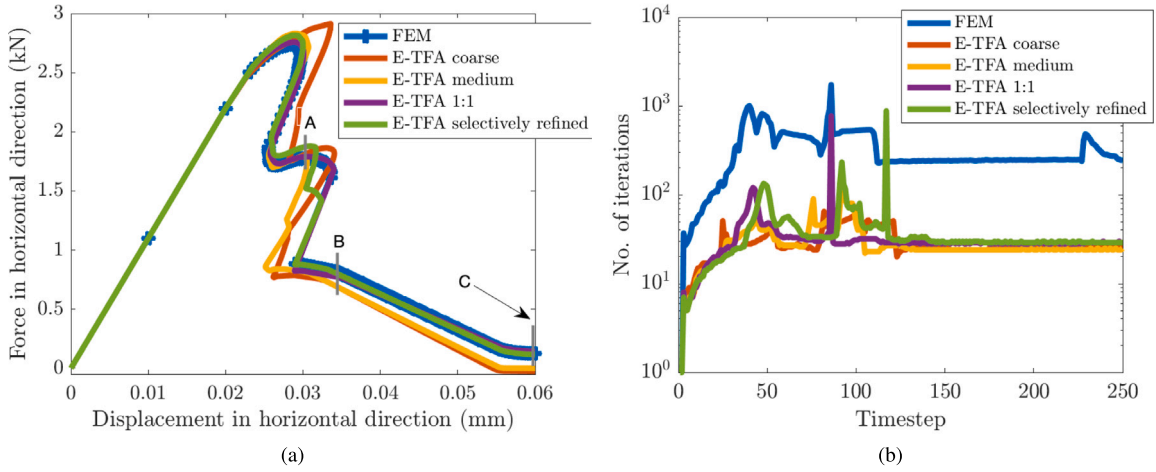 3
2.5
2
1.5
1
0.5
0
Force in horizontal direction (kN)
FEM
E-TFA coarse
E-TFA medium
E-TFA 1:1
E-TFA selectively refined
A
B
C
0
0.01
0.02
0.03
0.04
0.05
0.06
Displacement in horizontal direction (mm)
(a)
10^4
10^3
10^2
10^1
10^0
No. of iterations
FEM
E-TFA coarse
E-TFA medium
E-TFA 1:1
E-TFA selectively refined
0
50
100
150
200
250
Timestep
(b)